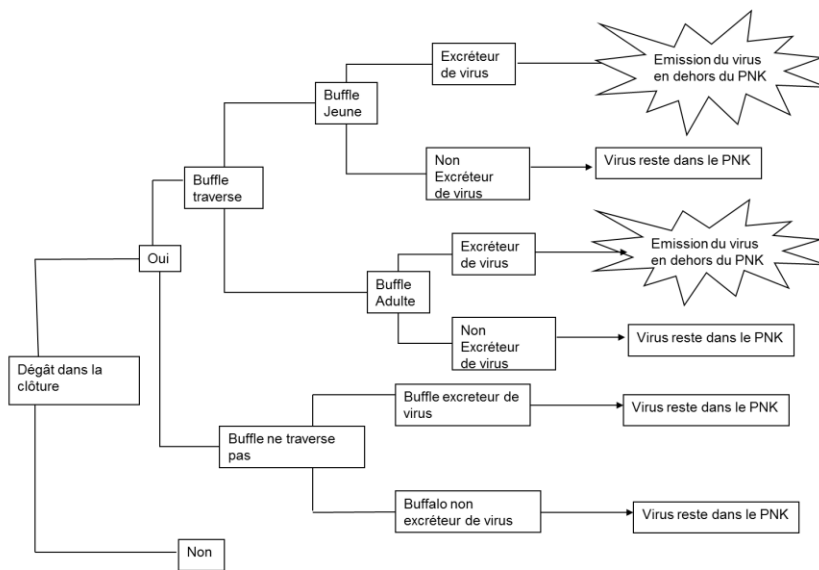 Excréteur
de virus
Emission du virus
en dehors du PNK
Buffle
Jeune
Non
Excréteur
de virus
Virus reste dans le PNK
Buffle
traverse
Excréteur
de virus
Emission du virus
en dehors du PNK
Oui
Buffle
Adulte
Non
Excréteur
de virus
Virus reste dans le PNK
Dégât dans la
clôture
Buffle excreteur de
virus
Virus reste dans le PNK
Buffle ne traverse
pas
Buffalo non
excréteur de virus
Virus reste dans le PNK
Non